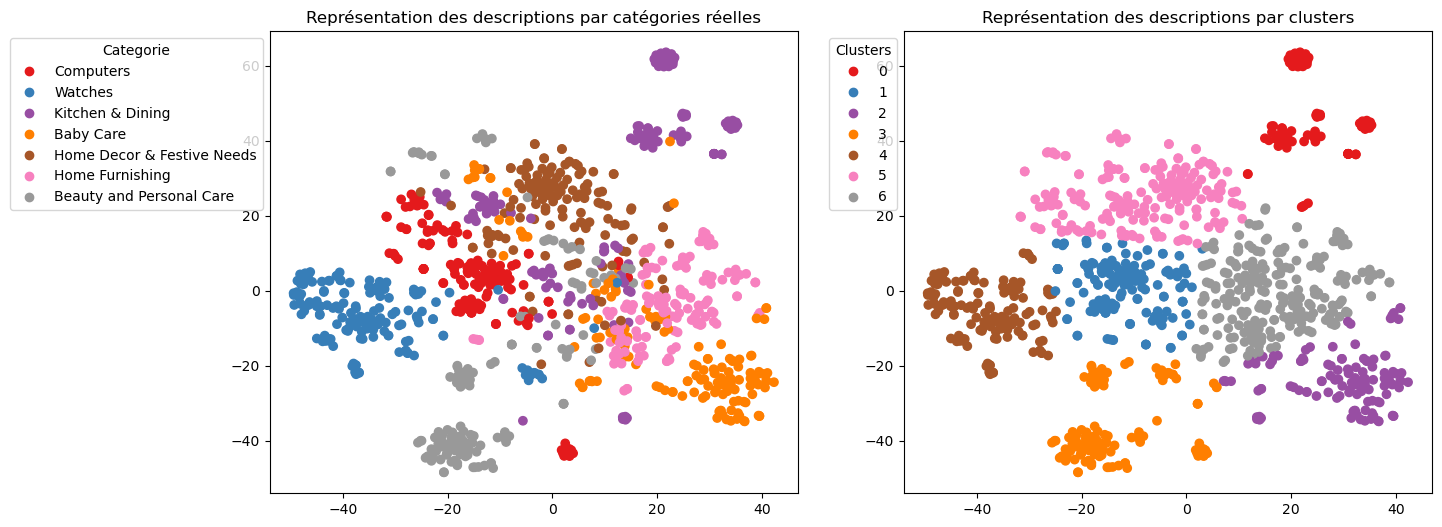 Représentation des descriptions par catégories réelles
Représentation des descriptions par clusters
Categorie
Computers
Watches
Kitchen & Dining
Baby Care
Home Decor & Festive Needs
Home Furnishing
Beauty and Personal Care
60
40
20
0
−20
−40
−40
−20
0
20
40
Clusters
0
1
2
3
4
5
6
60
40
20
0
−20
−40
−40
−20
0
20
40